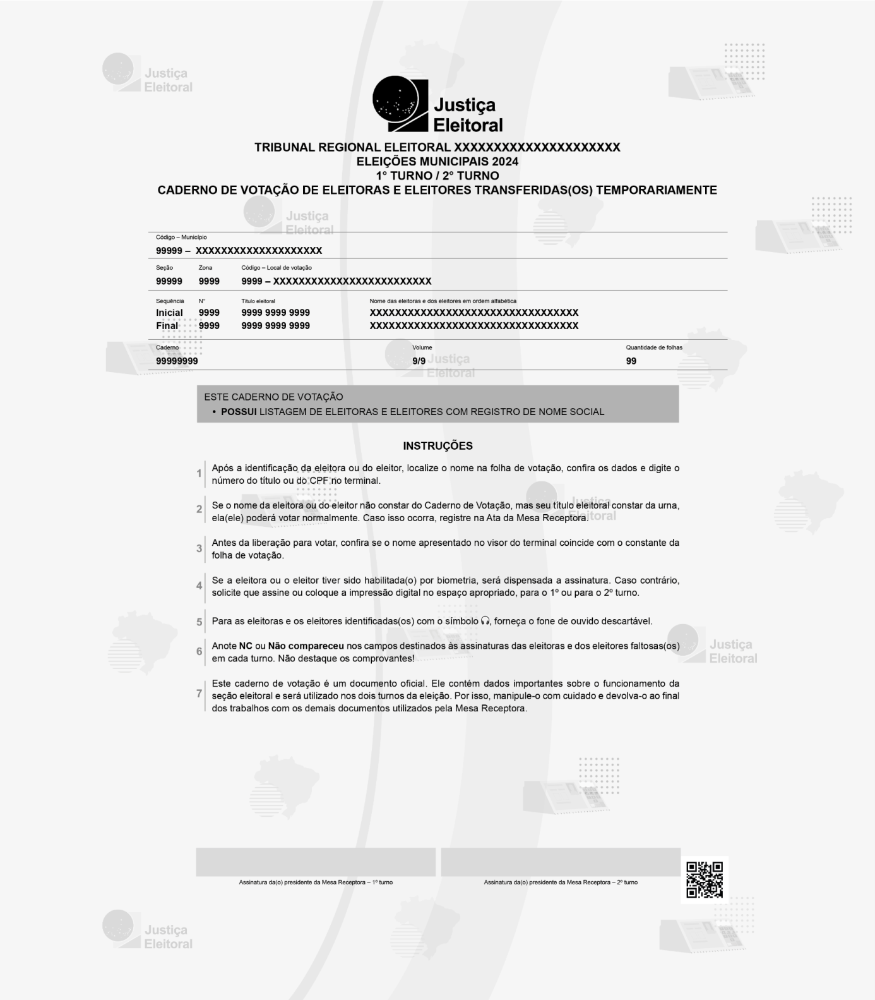 Justiça
Eleitoral
Justiça
Eleitoral
TRIBUNAL REGIONAL ELEITORAL XXXXXXXXXXXXXXXXXXXXX
ELEIÇÕES MUNICIPAIS 2024
1° TURNO / 2° TURNO
CADERNO DE VOTAÇÃO DE ELEITORAS E ELEITORES TRANSFERIDAS(OS) TEMPORARIAMENTE
Justiça
Eleitoral
Código – Município
99999 – XXXXXXXXXXXXXXXXXXXX
Seção Zona Código – Local de votação
99999 9999 9999 – XXXXXXXXXXXXXXXXXXXXXXXXX
Sequência N° Título eleitoral Nome das eleitoras e dos eleitores em ordem alfabética
Inicial 9999 9999 9999 9999 XXXXXXXXXXXXXXXXXXXXXXXXXXXXXXXXX
Final 9999 9999 9999 9999 XXXXXXXXXXXXXXXXXXXXXXXXXXXXXXXXX
Caderno Volume Quantidade de folhas
99999999 9/9 99
Justiça
Eleitoral
ESTE CADERNO DE VOTAÇÃO
• POSSUI LISTAGEM DE ELEITORAS E ELEITORES COM REGISTRO DE NOME SOCIAL
INSTRUÇÕES
1 Após a identificação da eleitora ou do eleitor, localize o nome na folha de votação, confira os dados e digite o
número do título ou do CPF no terminal.
Justiça
Eleitoral
2 Se o nome da eleitora ou do eleitor não constar do Caderno de Votação, mas seu título eleitoral constar da urna,
ela(ele) poderá votar normalmente. Caso isso ocorra, registre na Ata da Mesa Receptora.
3 Antes da liberação para votar, confira se o nome apresentado no visor do terminal coincide com o constante da
folha de votação.
4 Se a eleitora ou o eleitor tiver sido habilitada(o) por biometria, será dispensada a assinatura. Caso contrário,
solicite que assine ou coloque a impressão digital no espaço apropriado, para o 1º ou para o 2º turno.
5 Para as eleitoras e os eleitores identificadas(os) com o símbolo 🎧, forneça o fone de ouvido descartável.
6 Anote NC ou Não compareceu nos campos destinados às assinaturas das eleitoras e dos eleitores faltosas(os)
em cada turno. Não destaque os comprovantes!
Justiça
Eleitoral
7 Este caderno de votação é um documento oficial. Ele contém dados importantes sobre o funcionamento da
seção eleitoral e será utilizado nos dois turnos da eleição. Por isso, manipule-o com cuidado e devolva-o ao final
dos trabalhos com os demais documentos utilizados pela Mesa Receptora.
Assinatura da(o) presidente da Mesa Receptora – 1º turno
Assinatura da(o) presidente da Mesa Receptora – 2º turno
Justiça
Eleitoral